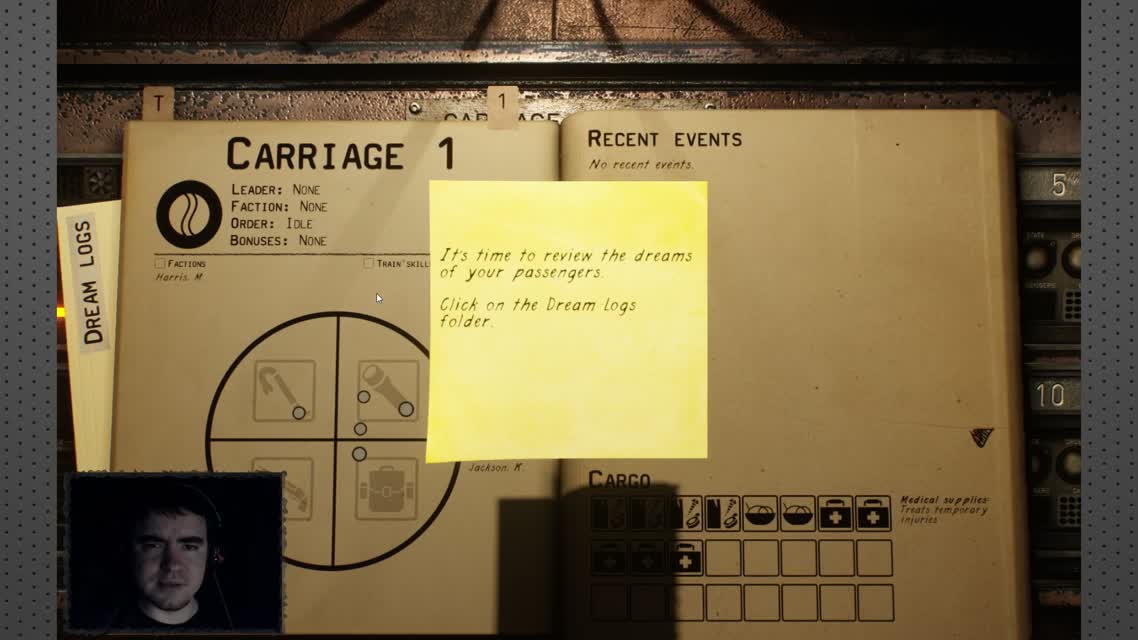 T
1
CARRIAGE 1
RECENT EVENTS
No recent events.
LEADER: NONE
FACTION: NONE
ORDER: IDLE
BONUSES: NONE
FACTIONS
Harris. M
DREAM LOGS
It's time to review the dreams
of your passengers.
Click on the Dream Logs
folder.
Jackson. K.
CARGO
Medical supplies:
Treats temporary
injuries
5
10